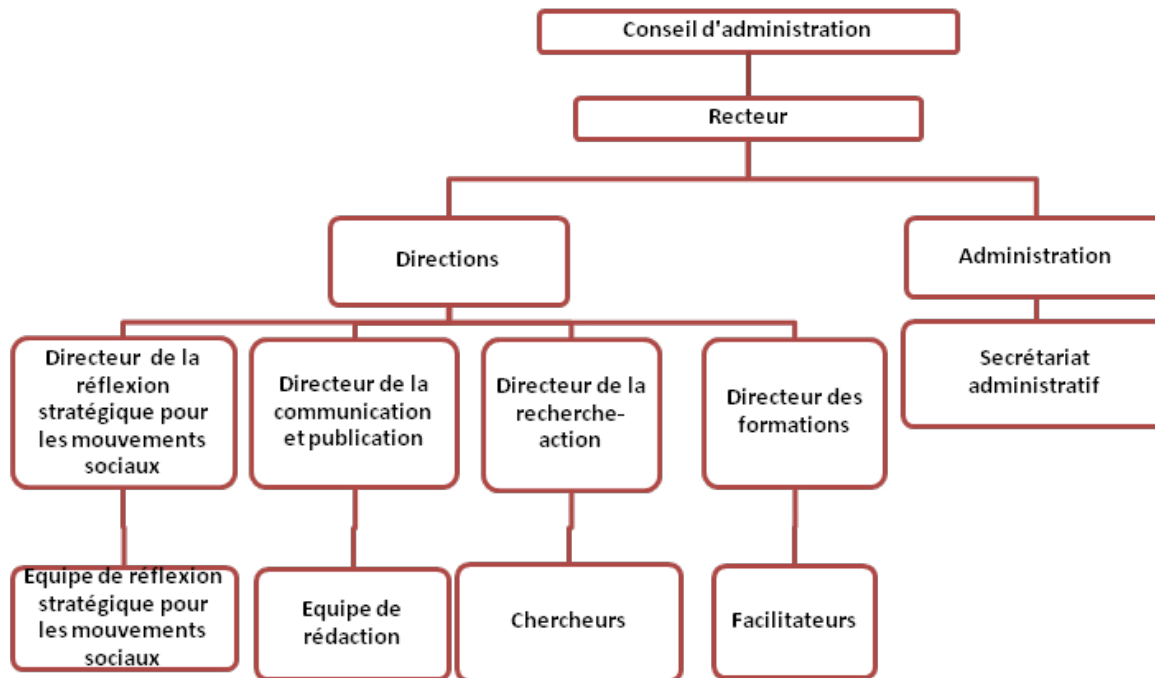 Conseil d'administration
Recteur
Directions
Administration
Directeur de la
réflexion
stratégique pour
les mouvements
sociaux
Directeur de la
communication
et publication
Directeur de la
recherche-
action
Directeur des
formations
Secrétariat
administratif
Equipe de réflexion
stratégique pour
les mouvements
sociaux
Equipe de
rédaction
Chercheurs
Facilitateurs